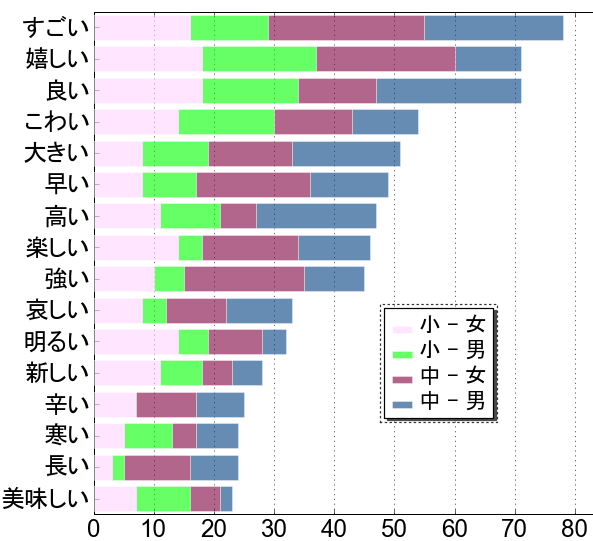 すごい
嬉しい
良い
こわい
大きい
早い
高い
楽しい
強い
哀しい
明るい
新しい
辛い
寒い
長い
美味しい
小 - 女
小 - 男
中 - 女
中 - 男
0 10 20 30 40 50 60 70 80